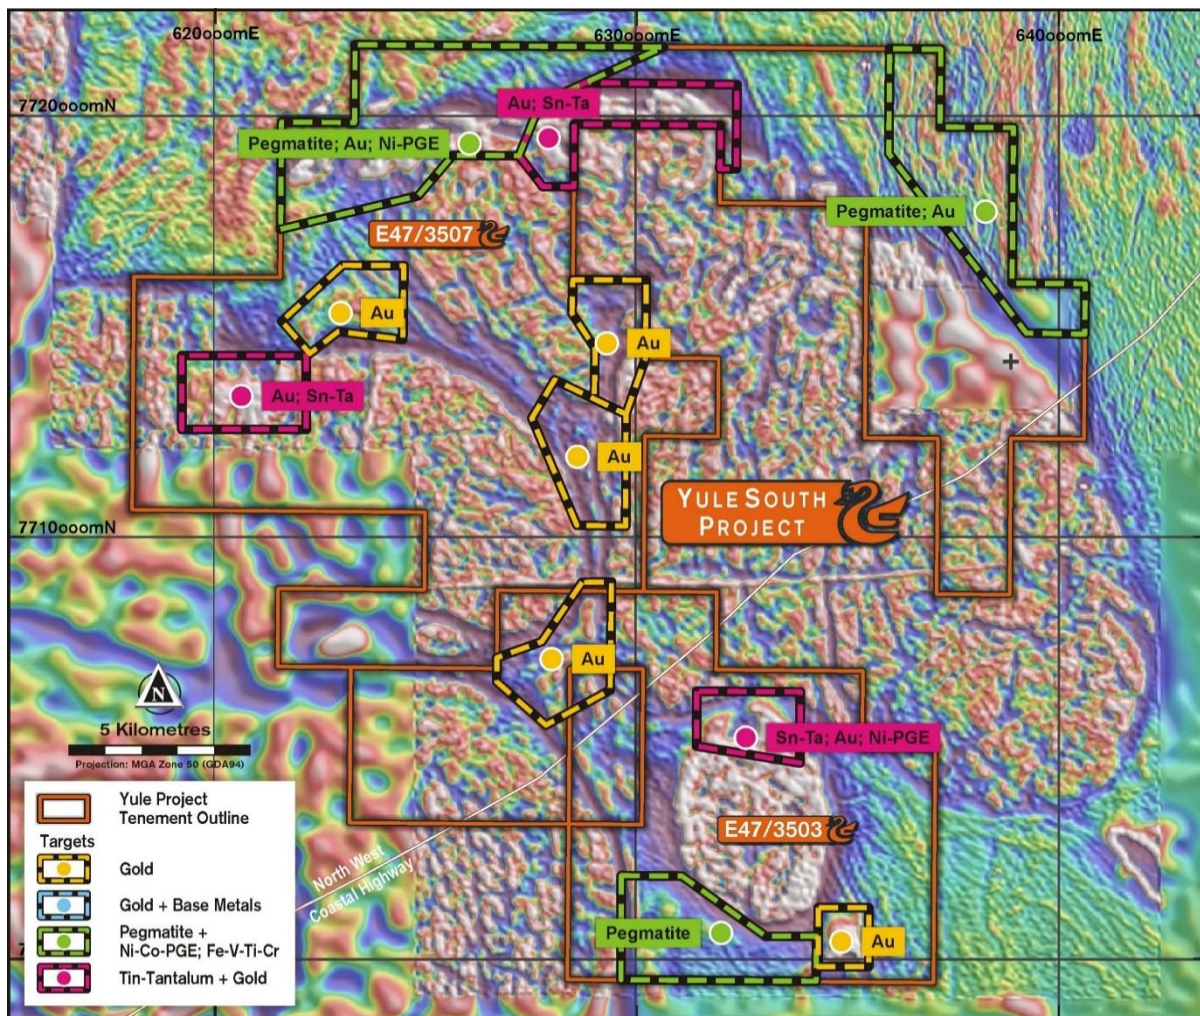 620000mE
630000mE
640000mE
7720000mN
Au; Sn-Ta
Pegmatite; Au; Ni-PGE
Pegmatite; Au
E47/3507
Au
Au
Au; Sn-Ta
Au
YULE SOUTH
PROJECT
7710000mN
Au
N
5 Kilometres
Projection: MGA Zone 50 (GDA94)
Sn-Ta; Au; Ni-PGE
E47/3503
North West
Coastal Highway
Pegmatite
Au
Yule Project
Tenement Outline
Targets
Gold
Gold + Base Metals
Pegmatite +
Ni-Co-PGE; Fe-V-Ti-Cr
Tin-Tantalum + Gold